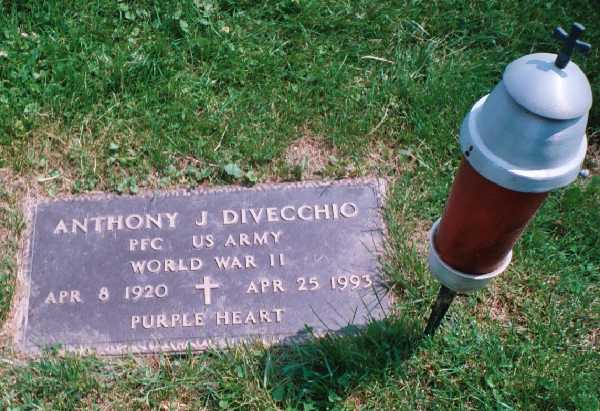 ANTHONY J DIVECCHIO
PFC US ARMY
WORLD WAR II
APR 8 1920 APR 25 1993
PURPLE HEART